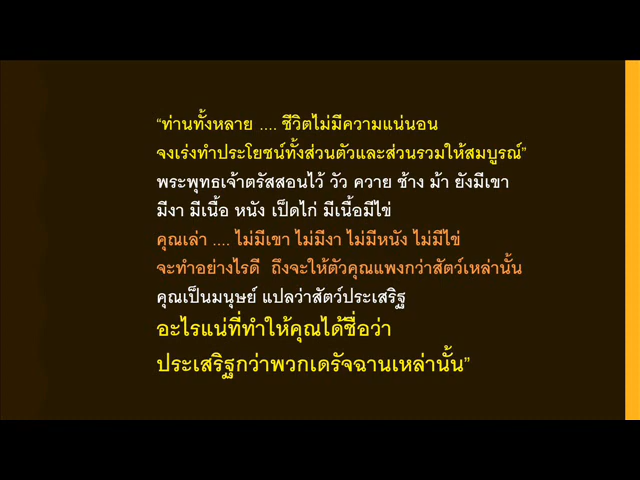 “ท่านทั้งหลาย .... ชีวิตไม่มีความแน่นอน
จงเร่งทำประโยชน์ทั้งส่วนตัวและส่วนรวมให้สมบูรณ์”
พระพุทธเจ้าตรัสสอนไว้ วัว ควาย ช้าง ม้า ยังมีเขา
มีงา มีเนื้อ หนัง เป็ดไก่ มีเนื้อมีไข่
คุณเล่า .... ไม่มีเขา ไม่มีงา ไม่มีหนัง ไม่มีไข่
จะทำอย่างไรดี ถึงจะให้ตัวคุณแพงกว่าสัตว์เหล่านั้น
คุณเป็นมนุษย์ แปลว่าสัตว์ประเสริฐ
อะไรแน่ที่ทำให้คุณได้ชื่อว่า
ประเสริฐกว่าพวกเดรัจฉานเหล่านั้น”